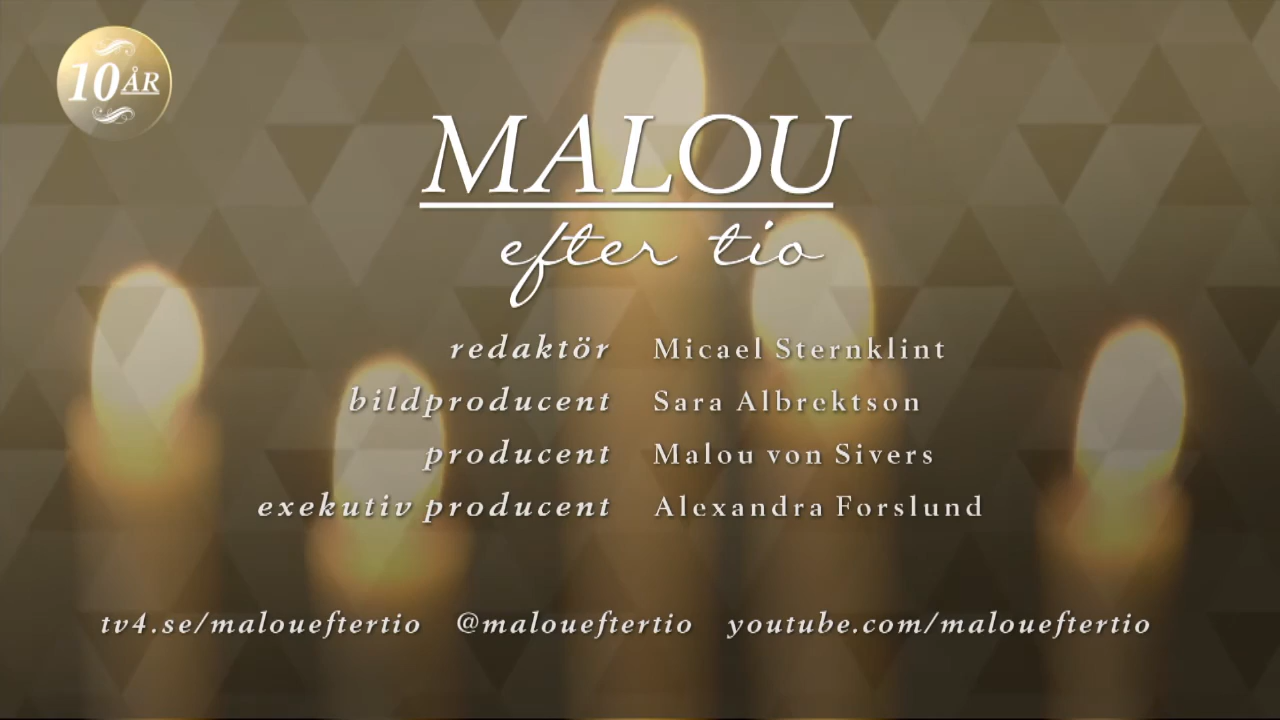 10 ÅR
MALOU
efter tio
redaktör Micael Sternklint
bildproducent Sara Albrektson
producent Malou von Sivers
exekutiv producent Alexandra Forslund
tv4.se/maloueftertio @maloueftertio youtube.com/maloueftertio